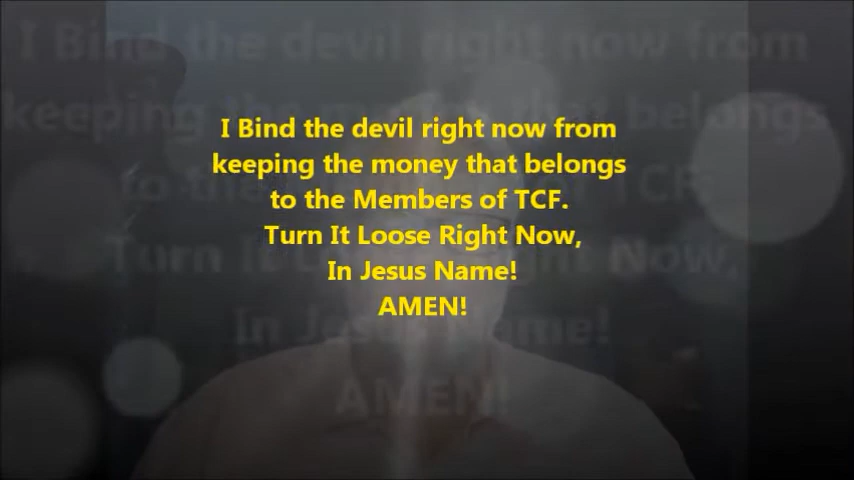 I Bind the devil right now from
keeping the money that belongs
to the Members of TCF.
Turn It Loose Right Now,
In Jesus Name!
AMEN!